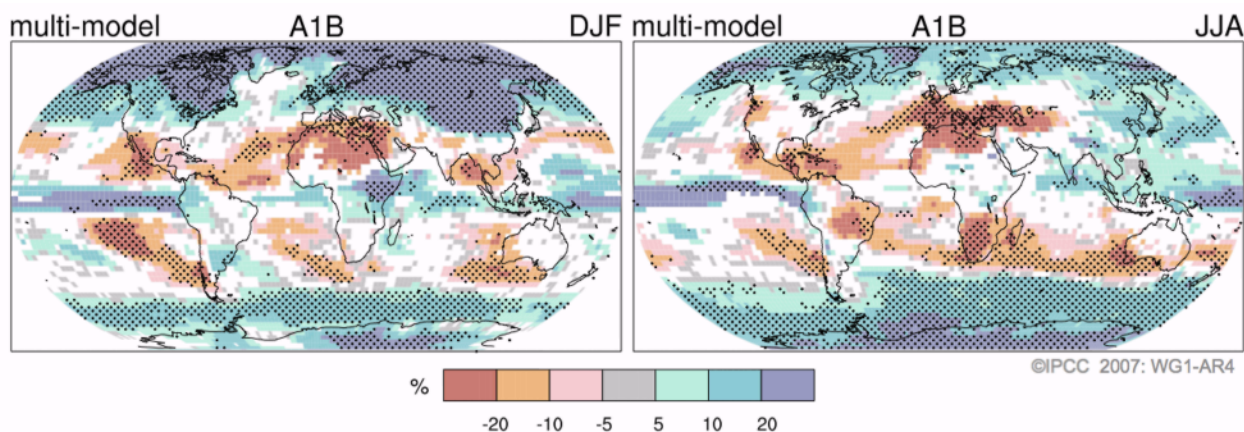 multi-model A1B DJF
multi-model A1B JJA
©IPCC 2007: WG1-AR4
%
-20 -10 -5 5 10 20